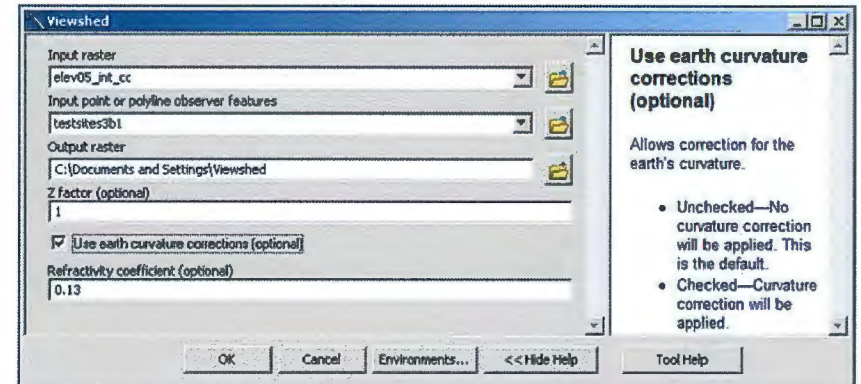 Viewshed
Input raster
elev05_int_cc
Input point or polyline observer features
testsites3b1
Output raster
C:\Documents and Settings\Viewshed
Z factor (optional)
1
Use earth curvature corrections (optional)
Refractivity coefficient (optional)
0.13
OK
Cancel
Environments...
<< Hide Help
Use earth curvature
corrections
(optional)
Allows correction for the
earth's curvature.
• Unchecked—No
curvature correction
will be applied. This
is the default.
• Checked—Curvature
correction will be
applied.
Tool Help